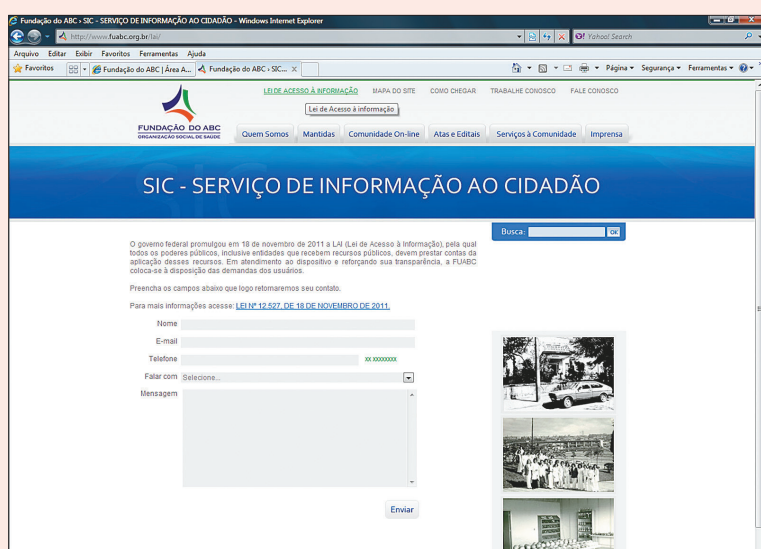 Fundação do ABC › SIC - SERVIÇO DE INFORMAÇÃO AO CIDADÃO - Windows Internet Explorer
http://www.fuabc.org.br/lai/
Yahoo! Search
Arquivo Editar Exibir Favoritos Ferramentas Ajuda
Favoritos Fundação do ABC | Área A... Fundação do ABC › SIC... X Página Segurança Ferramentas
LEI DE ACESSO À INFORMAÇÃO MAPA DO SITE COMO CHEGAR TRABALHE CONOSCO FALE CONOSCO
Lei de Acesso à informação
FUNDAÇÃO DO ABC
ORGANIZAÇÃO SOCIAL DE SAÚDE
Quem Somos Mantidas Comunidade On-line Atas e Editais Serviços à Comunidade Imprensa
SIC - SERVIÇO DE INFORMAÇÃO AO CIDADÃO
Busca: OK
O governo federal promulgou em 18 de novembro de 2011 a LAI (Lei de Acesso à Informação), pela qual
todos os poderes públicos, inclusive entidades que recebem recursos públicos, devem prestar contas da
aplicação desses recursos. Em atendimento ao dispositivo e reforçando sua transparência, a FUABC
coloca-se à disposição das demandas dos usuários.
Preencha os campos abaixo que logo retornaremos seu contato.
Para mais informações acesse: LEI Nº 12.527, DE 18 DE NOVEMBRO DE 2011.
Nome
E-mail
Telefone xx xxxxxxxx
Falar com Selecione...
Mensagem
Enviar